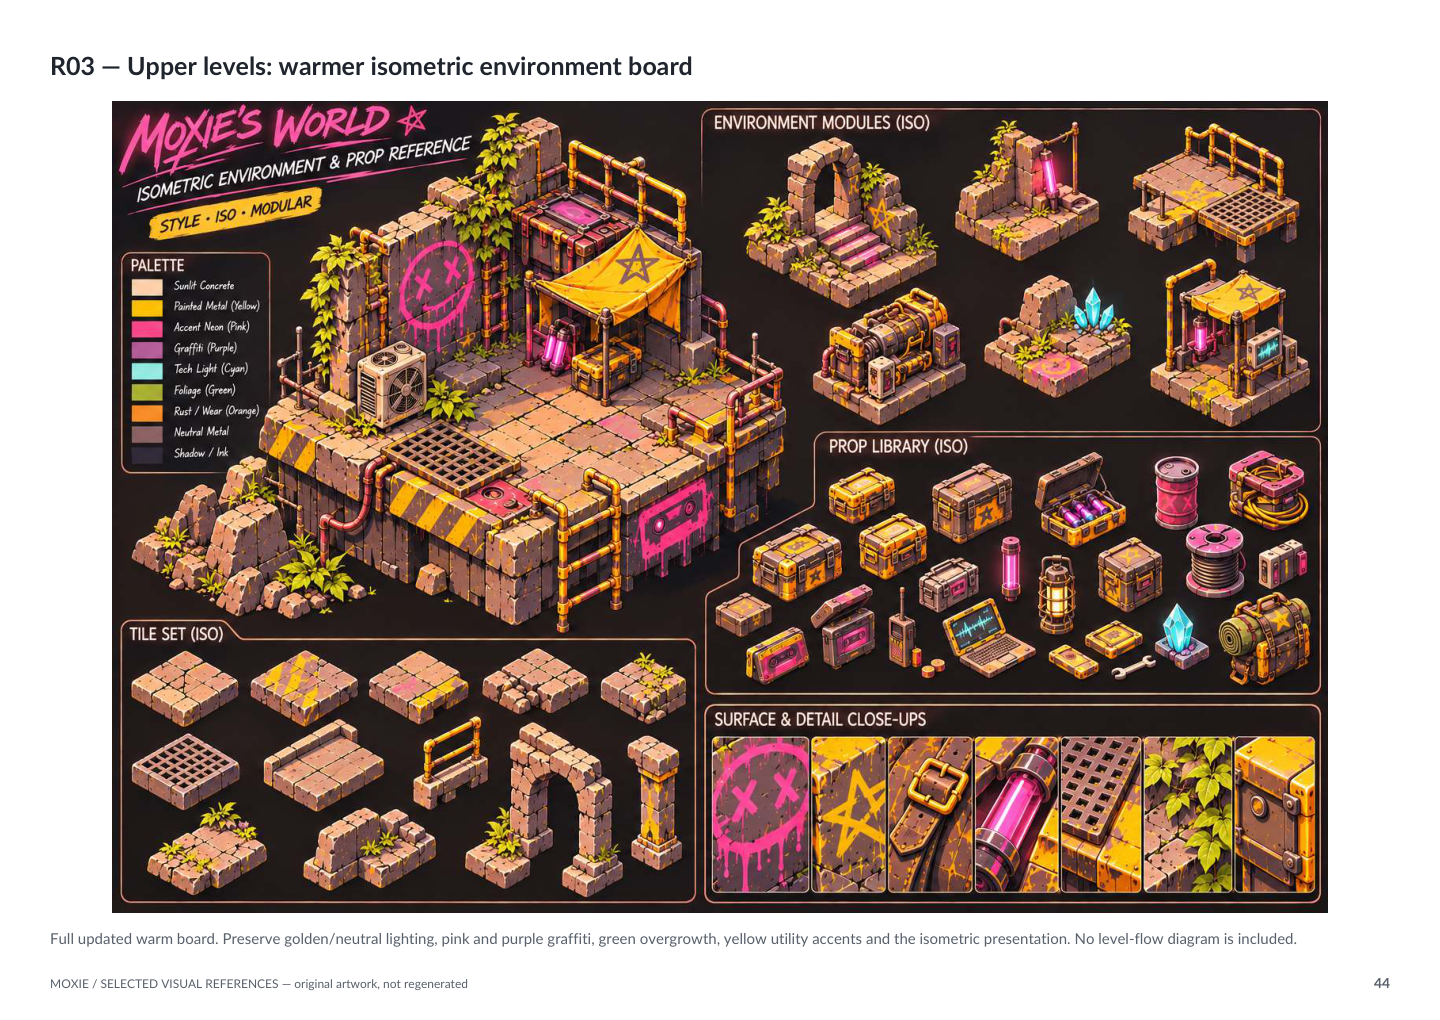 R03 — Upper levels: warmer isometric environment board
MOXIE'S WORLD
ISOMETRIC ENVIRONMENT & PROP REFERENCE
STYLE • ISO • MODULAR
PALETTE
Sunlit Concrete
Painted Metal (Yellow)
Accent Neon (Pink)
Graffiti (Purple)
Tech Light (Cyan)
Foliage (Green)
Rust / Wear (Orange)
Neutral Metal
Shadow / Ink
ENVIRONMENT MODULES (ISO)
PROP LIBRARY (ISO)
TILE SET (ISO)
SURFACE & DETAIL CLOSE-UPS
Full updated warm board. Preserve golden/neutral lighting, pink and purple graffiti, green overgrowth, yellow utility accents and the isometric presentation. No level-flow diagram is included.
MOXIE / SELECTED VISUAL REFERENCES — original artwork, not regenerated
44